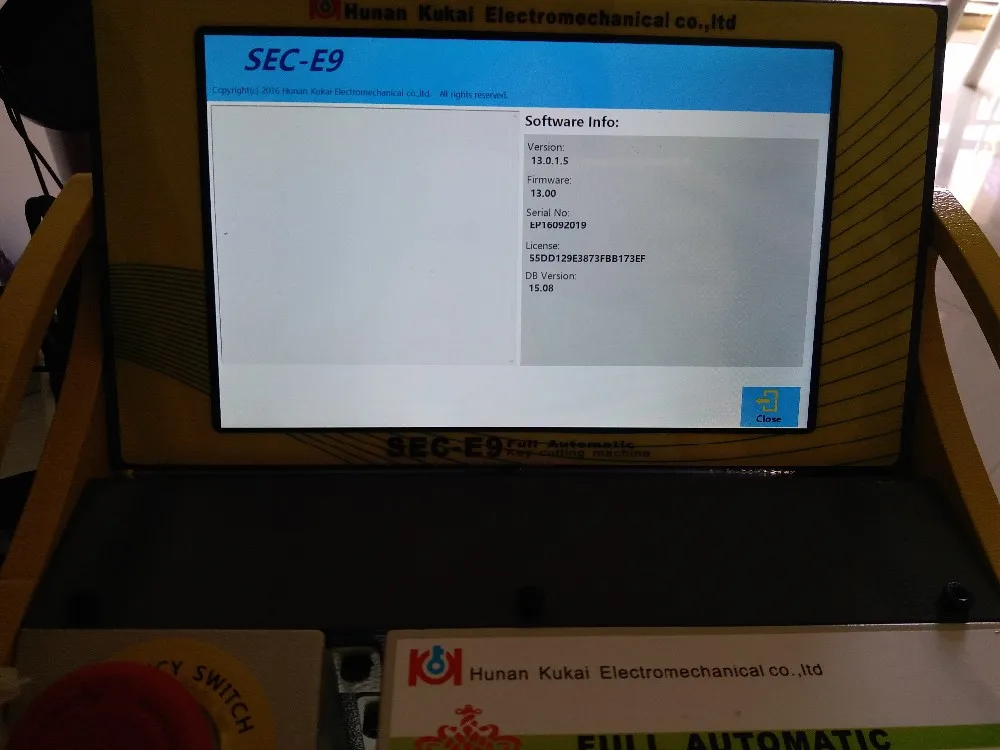 Hunan Kukai Electromechanical co.,ltd
SEC-E9
Copyright(c) 2016 Hunan Kukai Electromechanical co.,ltd. All rights reserved.
Software Info:
Version:
13.0.1.5
Firmware:
13.00
Serial No:
EP16092019
License:
55DD129E3873FBB173EF
DB Version:
15.08
Close
SEC-E9 Full Automatic
Key cutting machine
CY SWITCH
Hunan Kukai Electromechanical co.,ltd
FULL AUTOMATIC